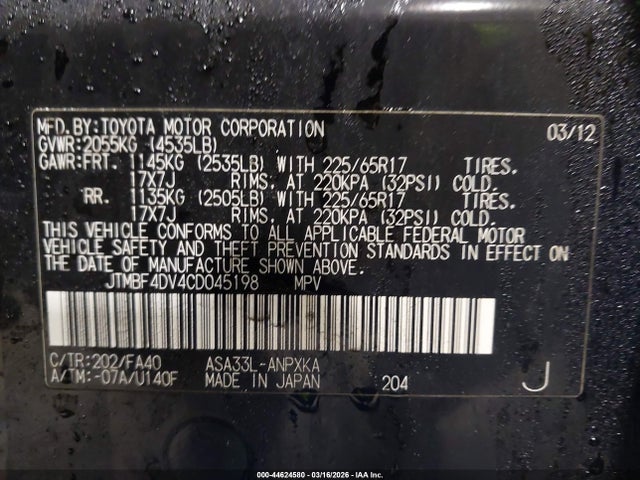 MFD.BY:TOYOTA MOTOR CORPORATION 03/12
GVWR:2055KG (4535LB)
GAWR:FRT. 1145KG (2535LB) WITH 225/65R17 TIRES.
17X7J RIMS, AT 220KPA (32PSI) COLD.
RR. 1135KG (2505LB) WITH 225/65R17 TIRES.
17X7J RIMS, AT 220KPA (32PSI) COLD.
THIS VEHICLE CONFORMS TO ALL APPLICABLE FEDERAL MOTOR
VEHICLE SAFETY AND THEFT PREVENTION STANDARDS IN EFFECT ON
THE DATE OF MANUFACTURE SHOWN ABOVE.
JTMBF4DV4CD045198 MPV
C/TR:202/FA40 ASA33L-ANPXKA
A/TM:-07A/U140F MADE IN JAPAN 204 J
000-44624580 - 03/16/2026 - IAA Inc.